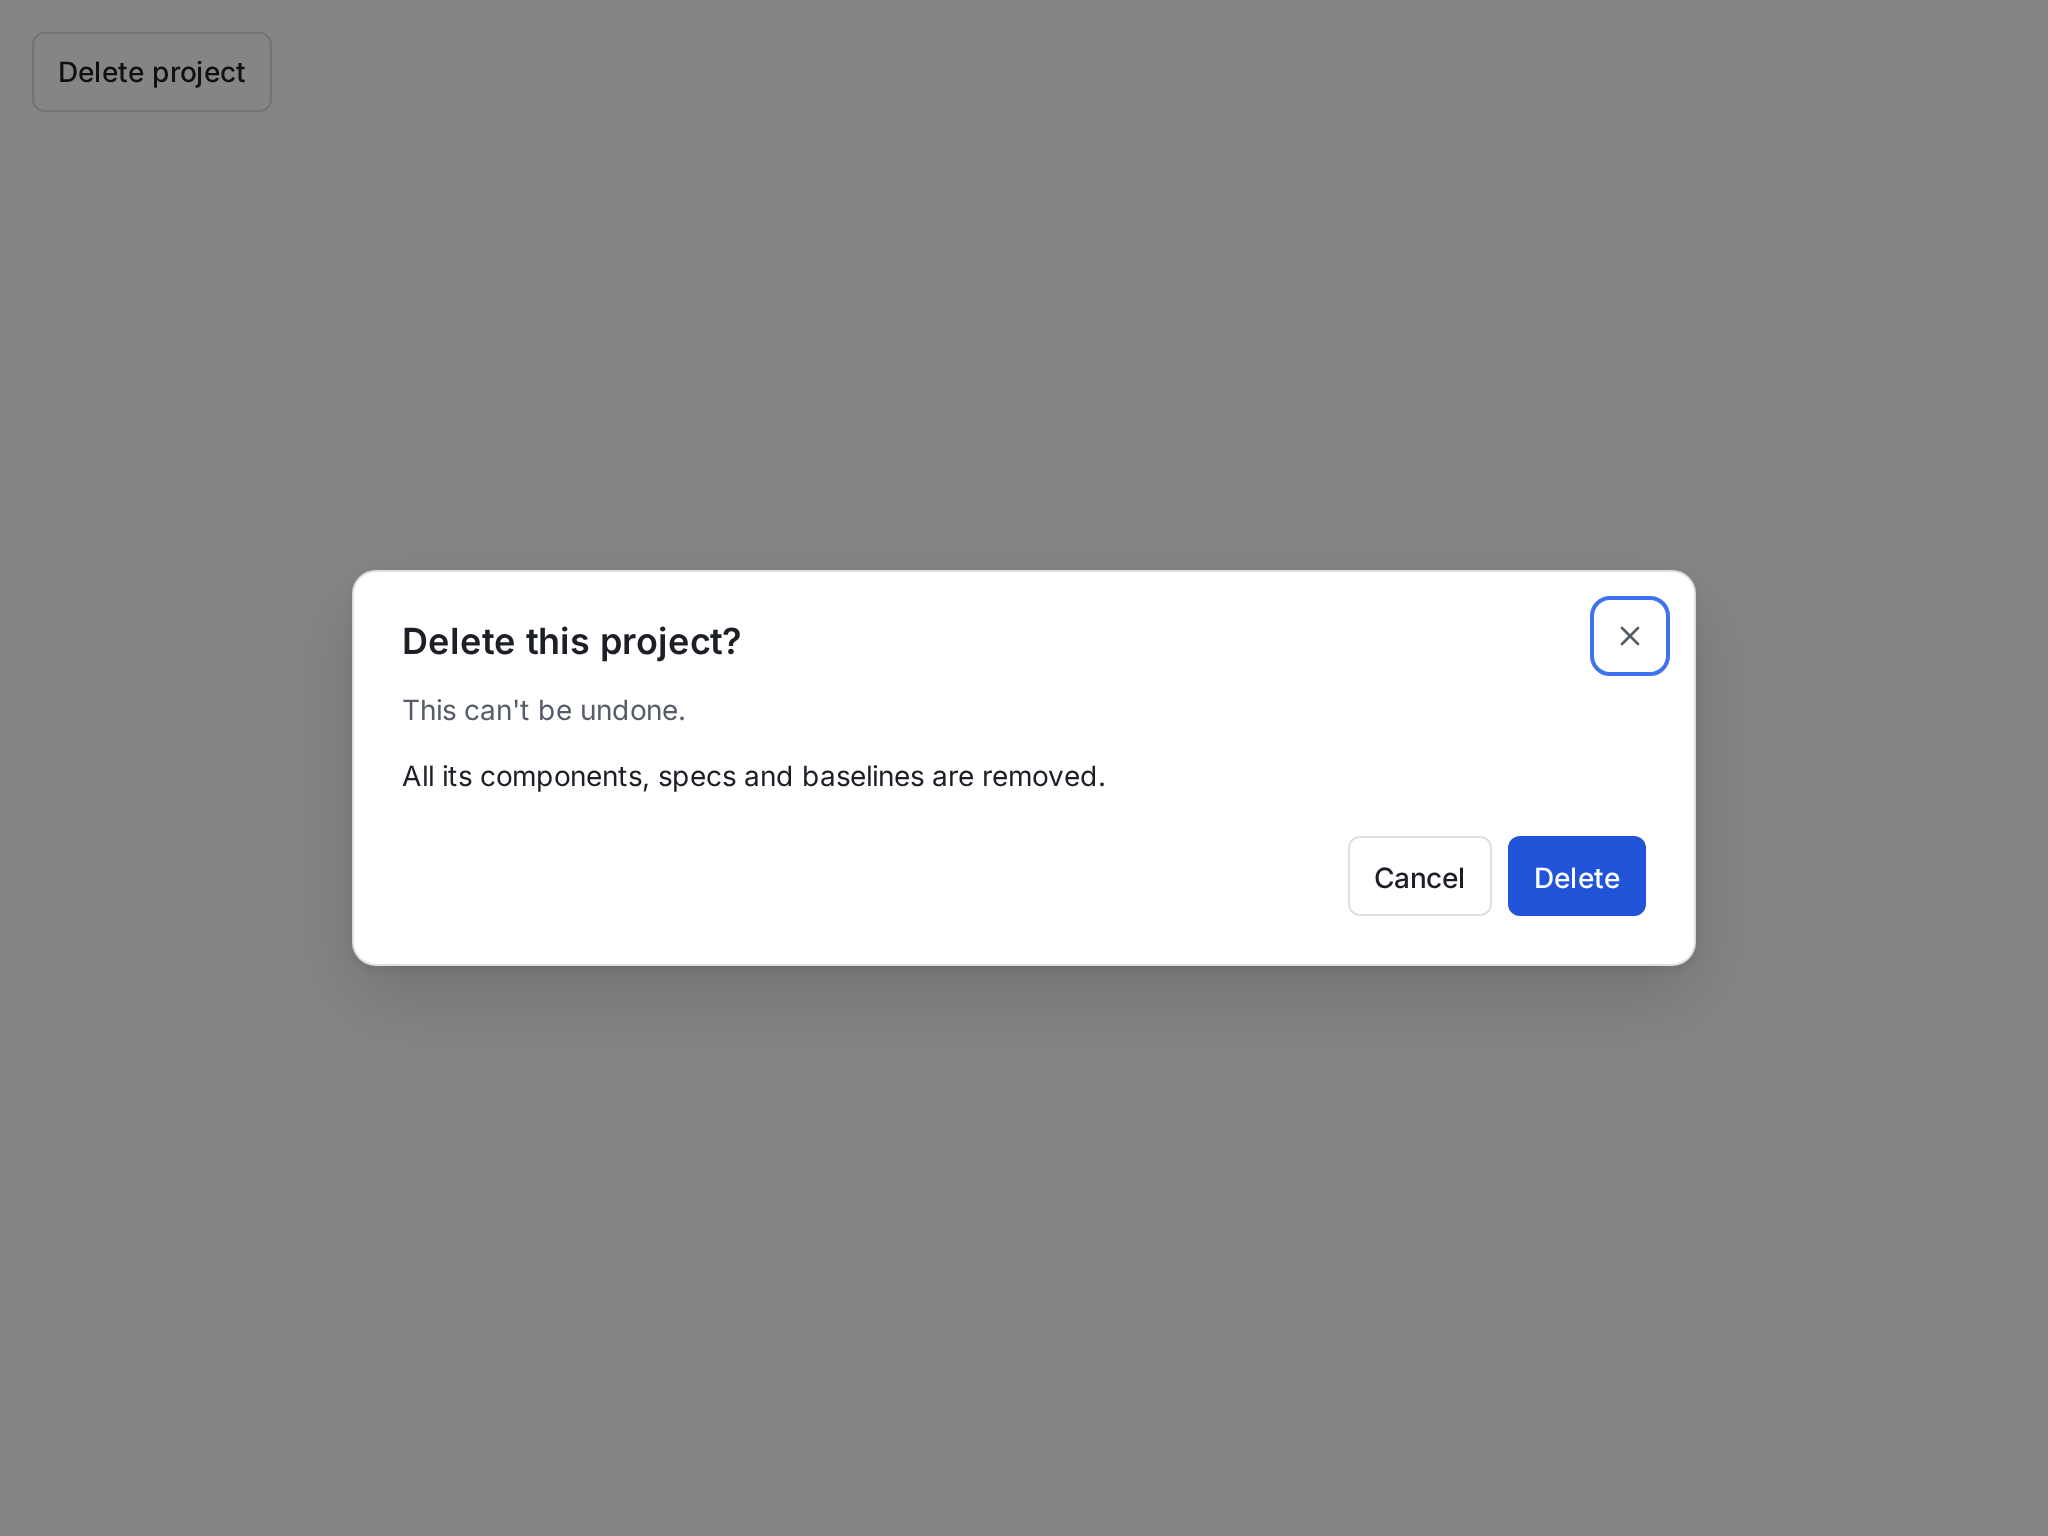 Delete project
Delete this project?
This can't be undone.
All its components, specs and baselines are removed.
Cancel
Delete